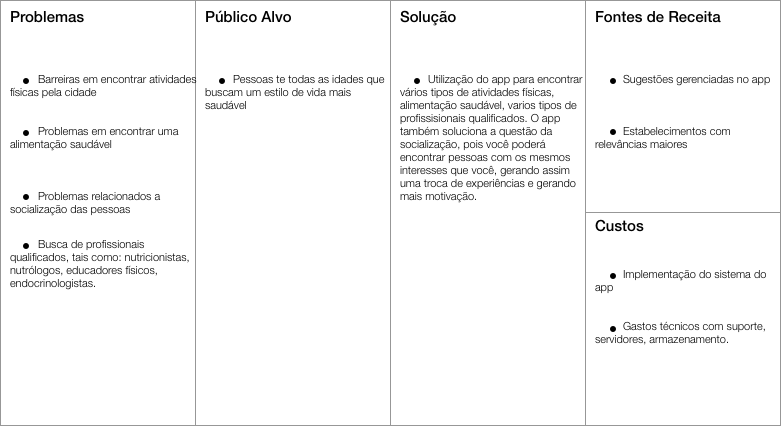 Problemas
● Barreiras em encontrar atividades
físicas pela cidade
● Problemas em encontrar uma
alimentação saudável
● Problemas relacionados a
socialização das pessoas
● Busca de profissionais
qualificados, tais como: nutricionistas,
nutrólogos, educadores físicos,
endocrinologistas.
Público Alvo
● Pessoas te todas as idades que
buscam um estilo de vida mais
saudável
Solução
● Utilização do app para encontrar
vários tipos de atividades físicas,
alimentação saudável, varios tipos de
profissisionais qualificados. O app
também soluciona a questão da
socialização, pois você poderá
encontrar pessoas com os mesmos
interesses que você, gerando assim
uma troca de experiências e gerando
mais motivação.
Fontes de Receita
● Sugestões gerenciadas no app
● Estabelecimentos com
relevâncias maiores
Custos
● Implementação do sistema do
app
● Gastos técnicos com suporte,
servidores, armazenamento.